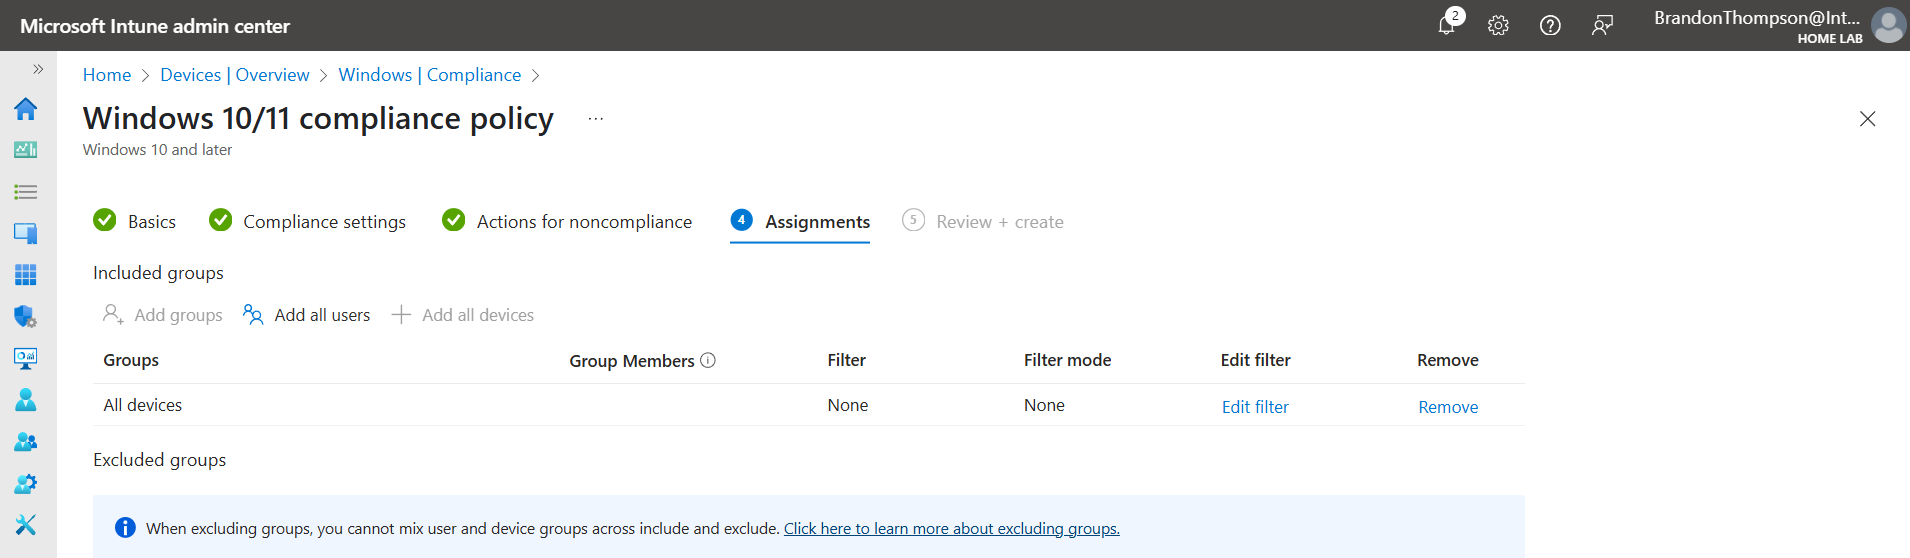 Microsoft Intune admin center
2
BrandonThompson@Int...
HOME LAB
Home > Devices | Overview > Windows | Compliance >
Windows 10/11 compliance policy ...
Windows 10 and later
Basics Compliance settings Actions for noncompliance 4 Assignments 5 Review + create
Included groups
Add groups Add all users Add all devices
Groups Group Members Filter Filter mode Edit filter Remove
All devices None None Edit filter Remove
Excluded groups
When excluding groups, you cannot mix user and device groups across include and exclude. Click here to learn more about excluding groups.